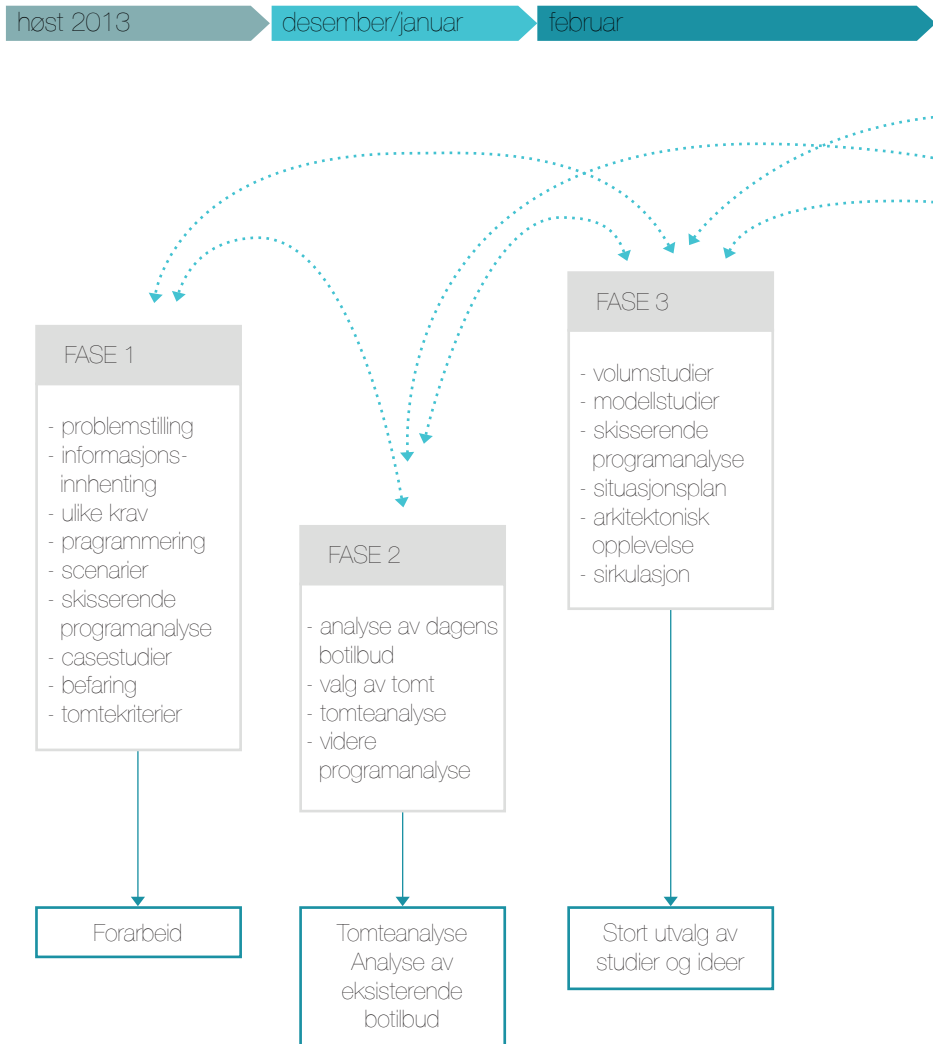 høst 2013
desember/januar
februar
FASE 1
- problemstilling
- informasjons-
innhenting
- ulike krav
- pragrammering
- scenarier
- skisserende
programanalyse
- casestudier
- befaring
- tomtekriterier
Forarbeid
FASE 2
- analyse av dagens
botilbud
- valg av tomt
- tomteanalyse
- videre
programanalyse
Tomteanalyse
Analyse av
eksisterende
botilbud
FASE 3
- volumstudier
- modellstudier
- skisserende
programanalyse
- situasjonsplan
- arkitektonisk
opplevelse
- sirkulasjon
Stort utvalg av
studier og ideer